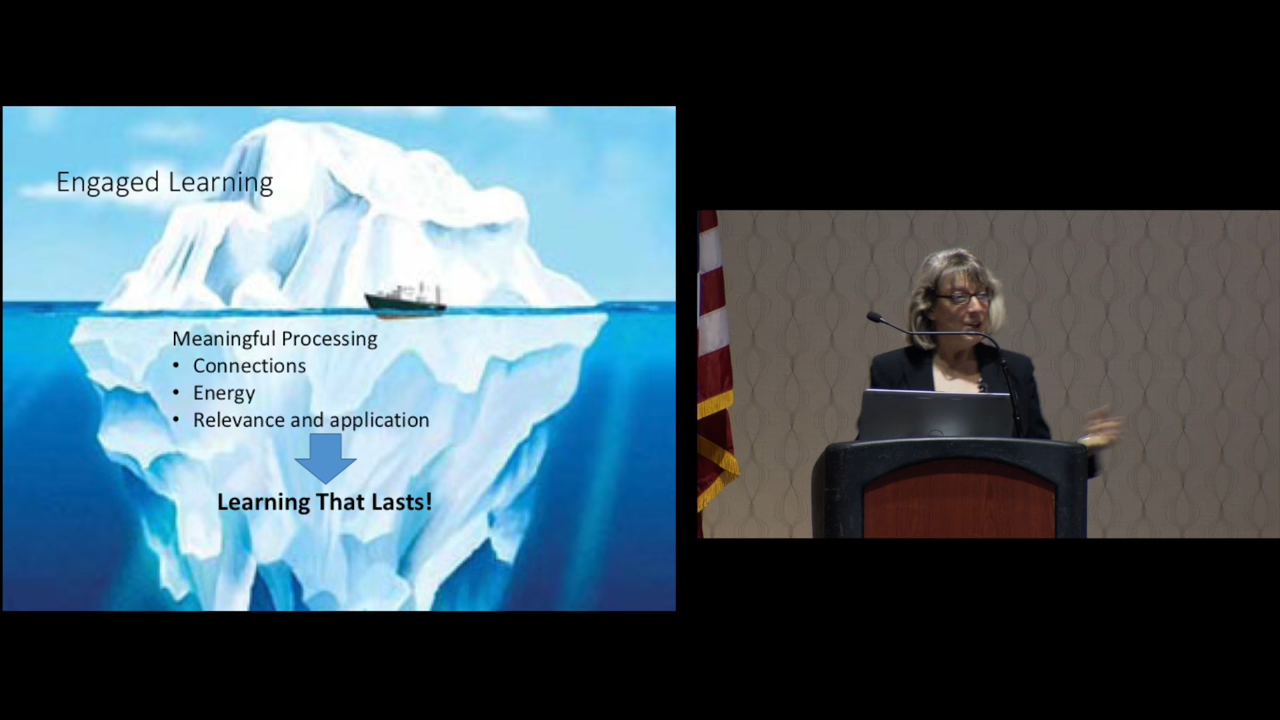 Engaged Learning
Meaningful Processing
• Connections
• Energy
• Relevance and application
Learning That Lasts!